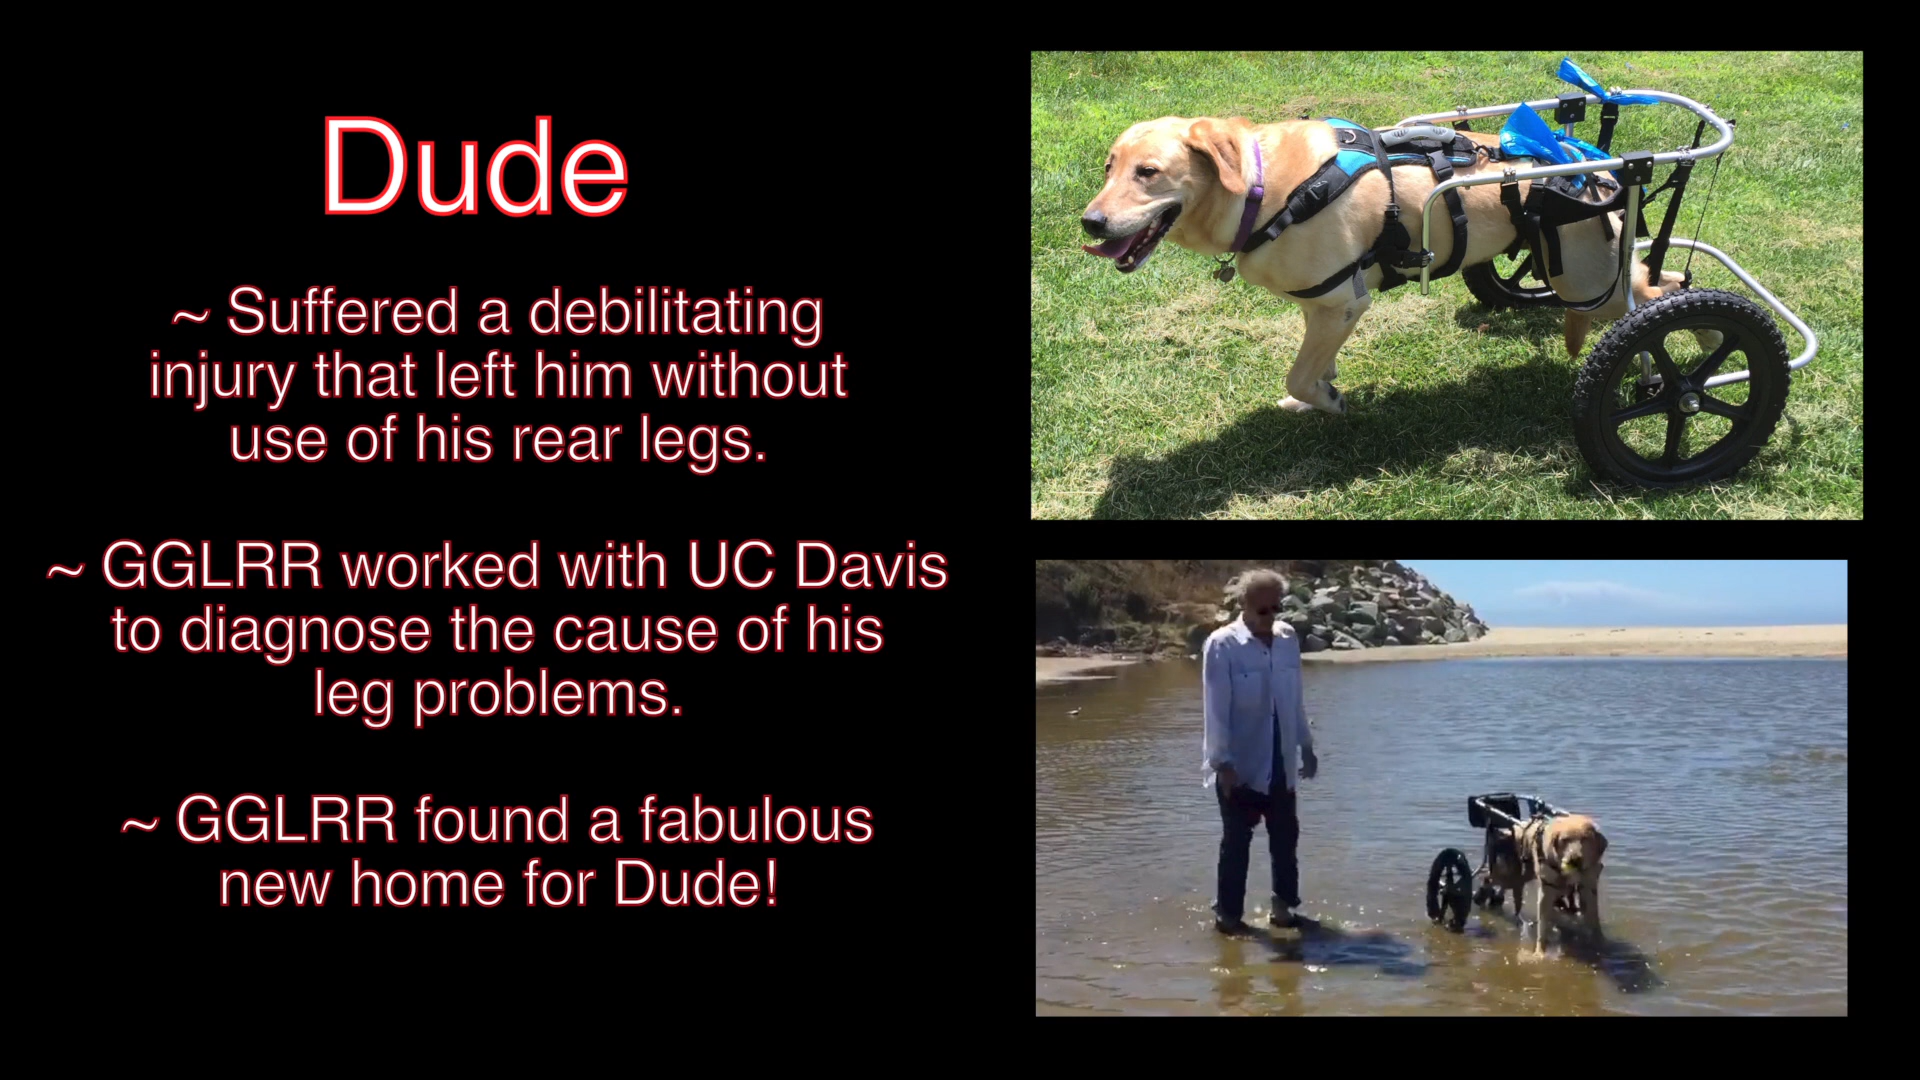 Dude
~ Suffered a debilitating
injury that left him without
use of his rear legs.
~ GGLRR worked with UC Davis
to diagnose the cause of his
leg problems.
~ GGLRR found a fabulous
new home for Dude!